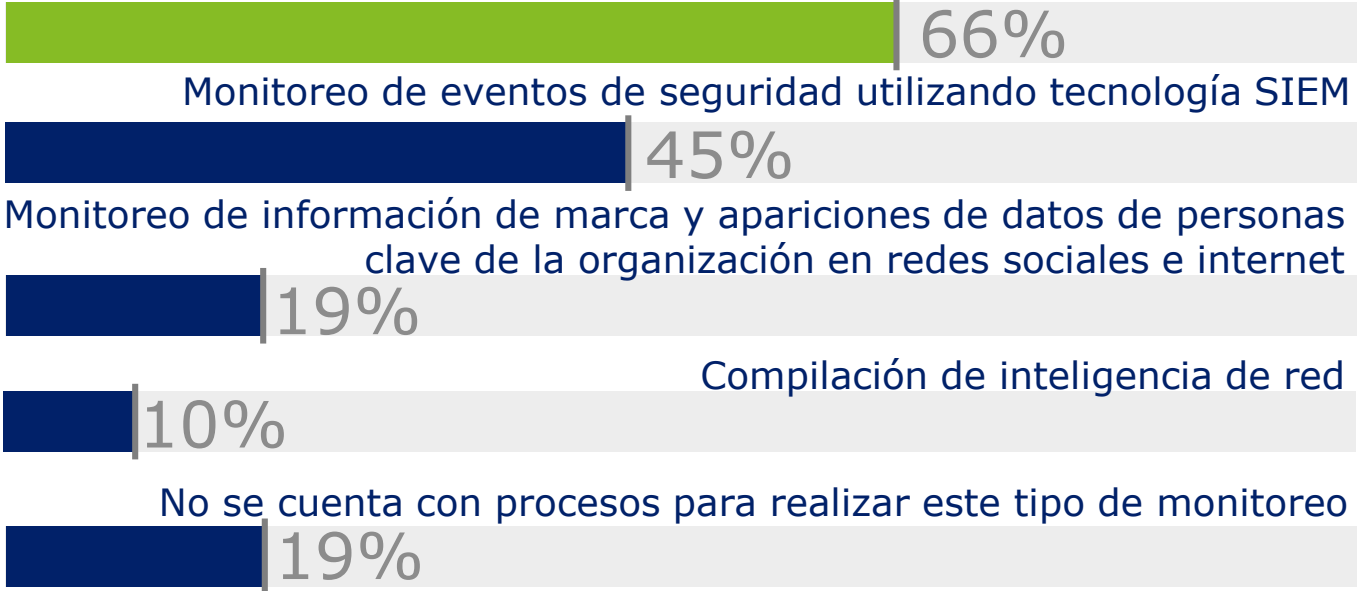 66%
Monitoreo de eventos de seguridad utilizando tecnología SIEM
45%
Monitoreo de información de marca y apariciones de datos de personas
clave de la organización en redes sociales e internet
19%
Compilación de inteligencia de red
10%
No se cuenta con procesos para realizar este tipo de monitoreo
19%